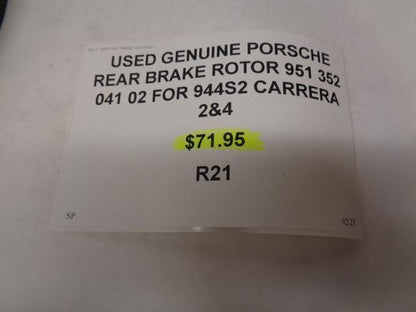 USED GENUINE PORSCHE
REAR BRAKE ROTOR 951 352
041 02 FOR 944S2 CARRERA
2&4
$71.95
R21
SP
02/23